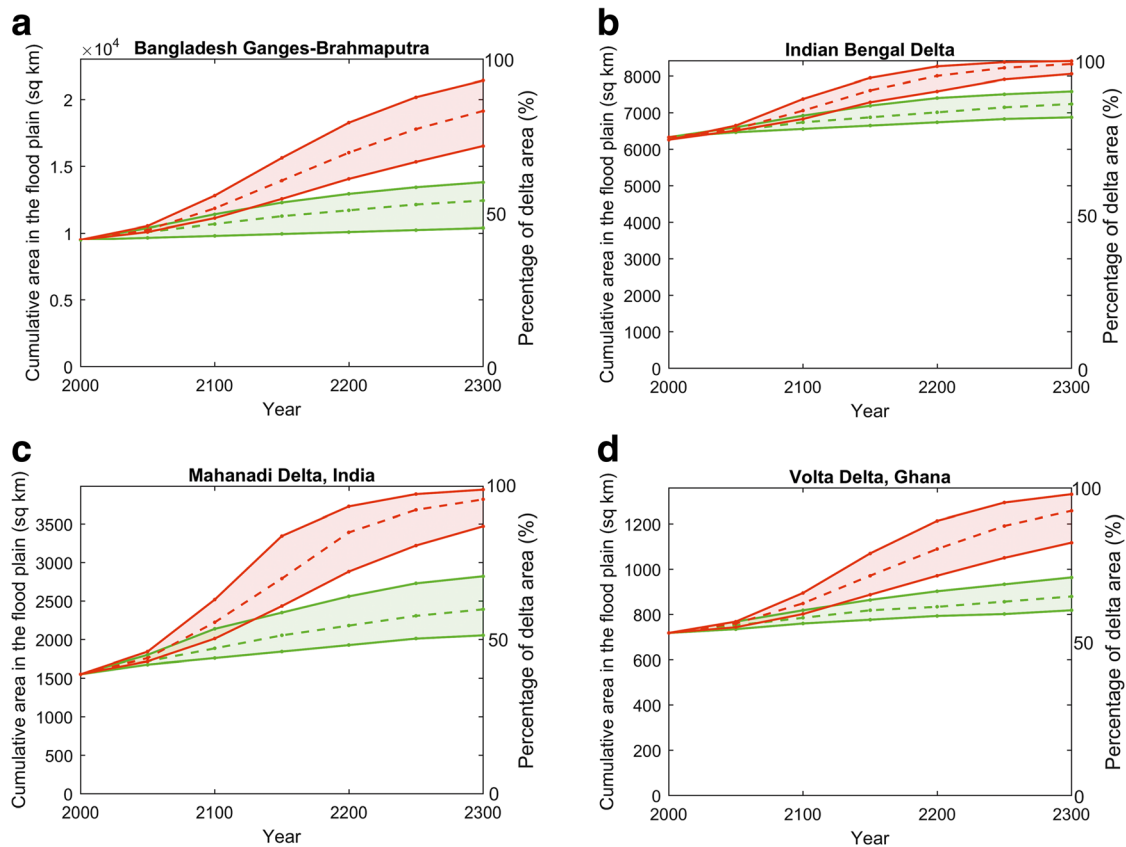 a
×10⁴
Bangladesh Ganges-Brahmaputra
Cumulative area in the flood plain (sq km)
2
1.5
1
0.5
0
100
50
0
Percentage of delta area (%)
2000
2100
2200
2300
Year
b
Indian Bengal Delta
Cumulative area in the flood plain (sq km)
8000
7000
6000
5000
4000
3000
2000
1000
0
100
50
0
Percentage of delta area (%)
2000
2100
2200
2300
Year
c
Mahanadi Delta, India
Cumulative area in the flood plain (sq km)
3500
3000
2500
2000
1500
1000
500
0
100
50
0
Percentage of delta area (%)
2000
2100
2200
2300
Year
d
Volta Delta, Ghana
Cumulative area in the flood plain (sq km)
1200
1000
800
600
400
200
0
100
50
0
Percentage of delta area (%)
2000
2100
2200
2300
Year